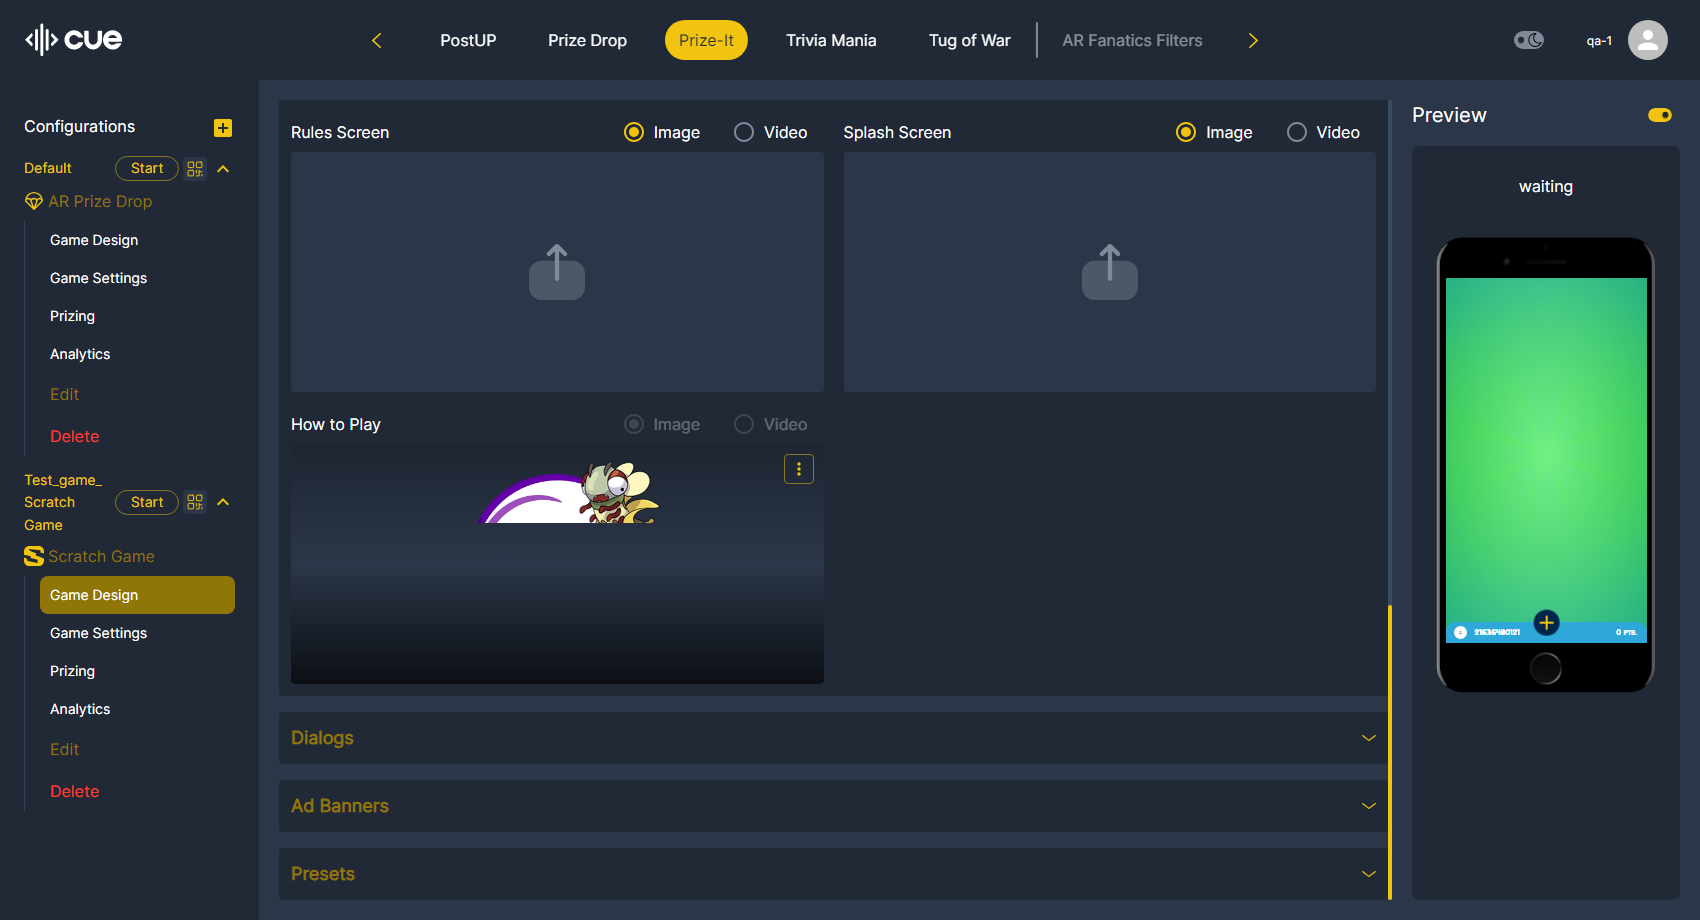 cue
PostUP
Prize Drop
Prize-It
Trivia Mania
Tug of War
AR Fanatics Filters
qa-1
Configurations
Default
Start
AR Prize Drop
Game Design
Game Settings
Prizing
Analytics
Edit
Delete
Test_game_
Scratch
Game
Start
Scratch Game
Game Design
Game Settings
Prizing
Analytics
Edit
Delete
Rules Screen
Image
Video
Splash Screen
Image
Video
How to Play
Image
Video
Dialogs
Ad Banners
Presets
Preview
waiting
0 PTS.